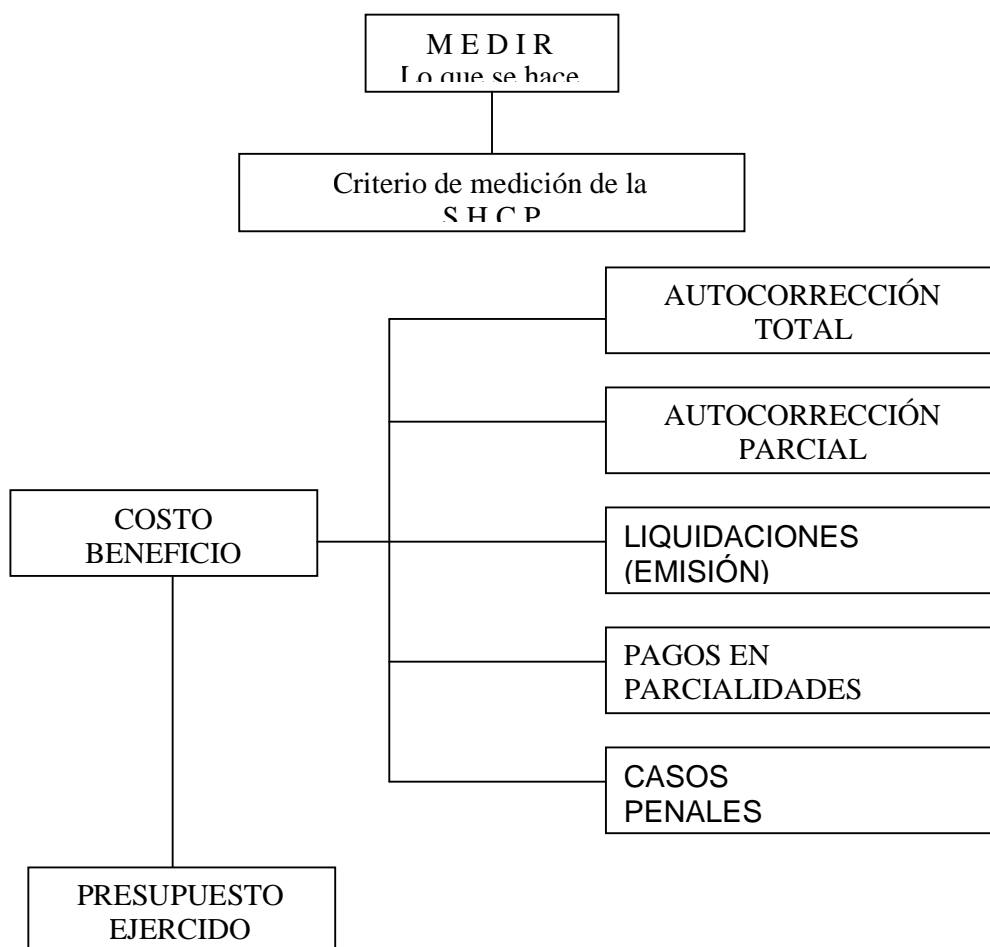 M E D I R
Lo que se hace
Criterio de medición de la
S H C P
AUTOCORRECCIÓN
TOTAL
AUTOCORRECCIÓN
PARCIAL
COSTO
BENEFICIO
LIQUIDACIONES
(EMISIÓN)
PAGOS EN
PARCIALIDADES
CASOS
PENALES
PRESUPUESTO
EJERCIDO